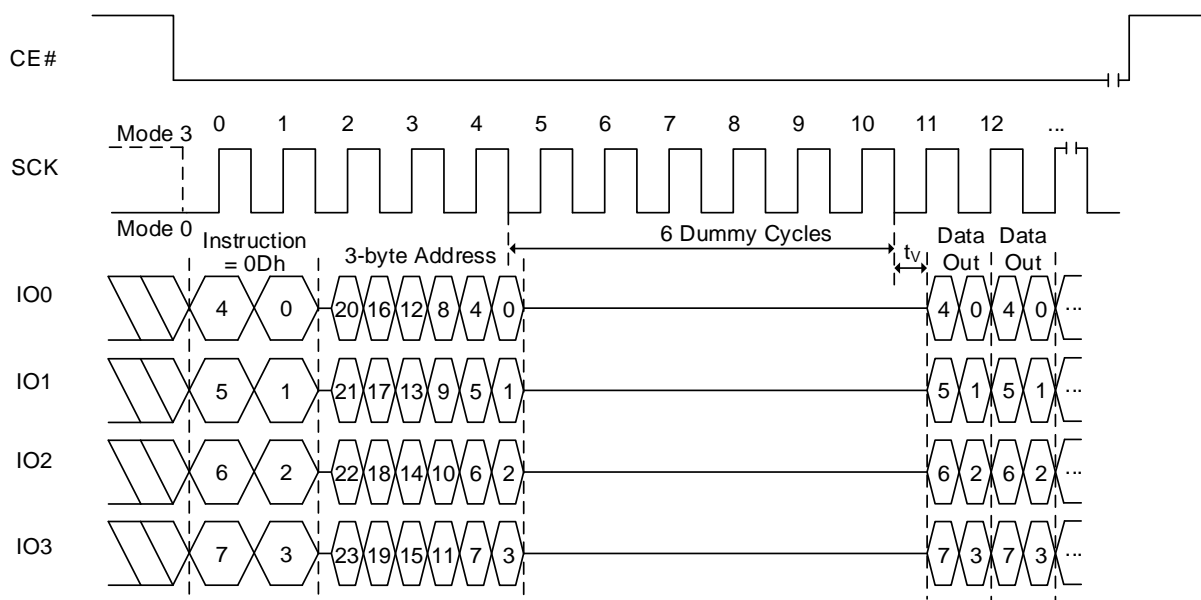 CE#
0 1 2 3 4 5 6 7 8 9 10 11 12 ...
Mode 3
SCK
Mode 0
Instruction
= 0Dh
3-byte Address
6 Dummy Cycles
tV
Data
Out
Data
Out
IO0 4 0 20 16 12 8 4 0 4 0 4 0 ...
IO1 5 1 21 17 13 9 5 1 5 1 5 1 ...
IO2 6 2 22 18 14 10 6 2 6 2 6 2 ...
IO3 7 3 23 19 15 11 7 3 7 3 7 3 ...